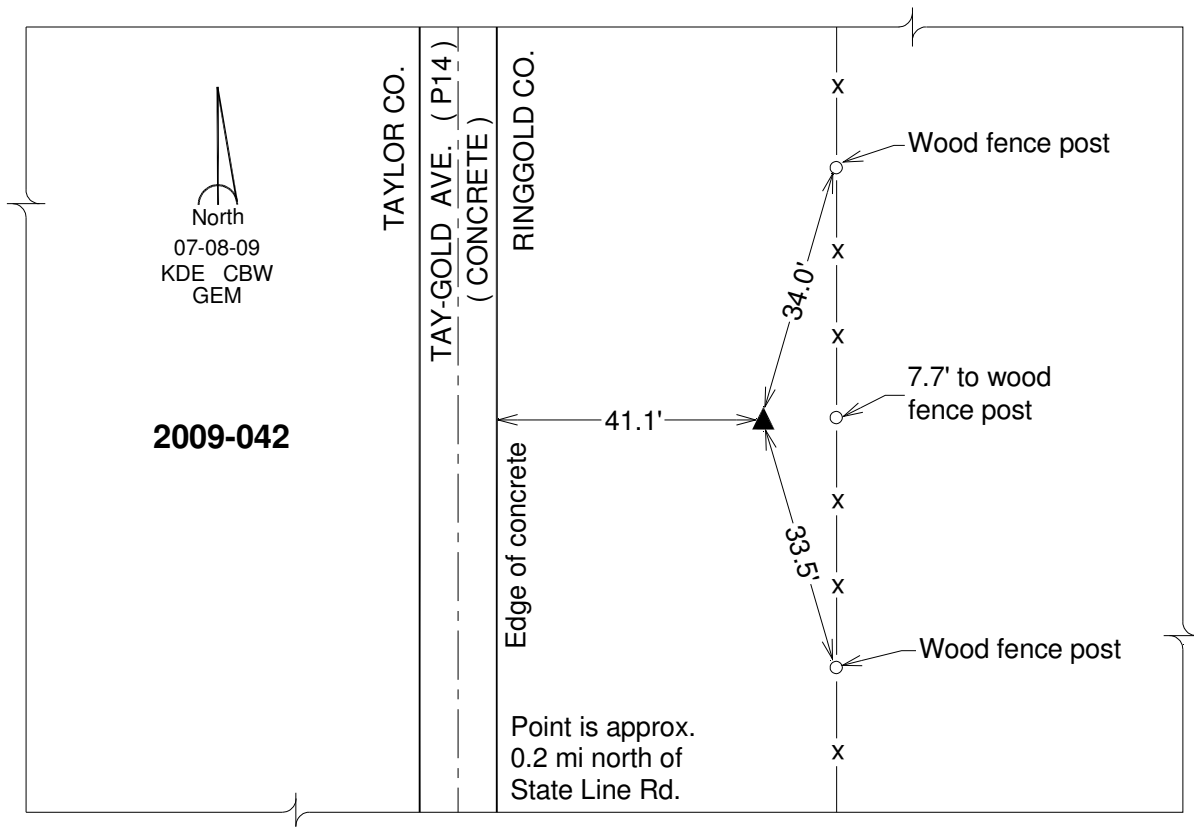 North
07-08-09
KDE CBW
GEM
2009-042
TAYLOR CO.
TAY-GOLD AVE. ( P14 )
( CONCRETE )
RINGGOLD CO.
Edge of concrete
41.1'
34.0'
33.5'
x
Wood fence post
x
x
7.7' to wood
fence post
x
x
Wood fence post
x
Point is approx.
0.2 mi north of
State Line Rd.